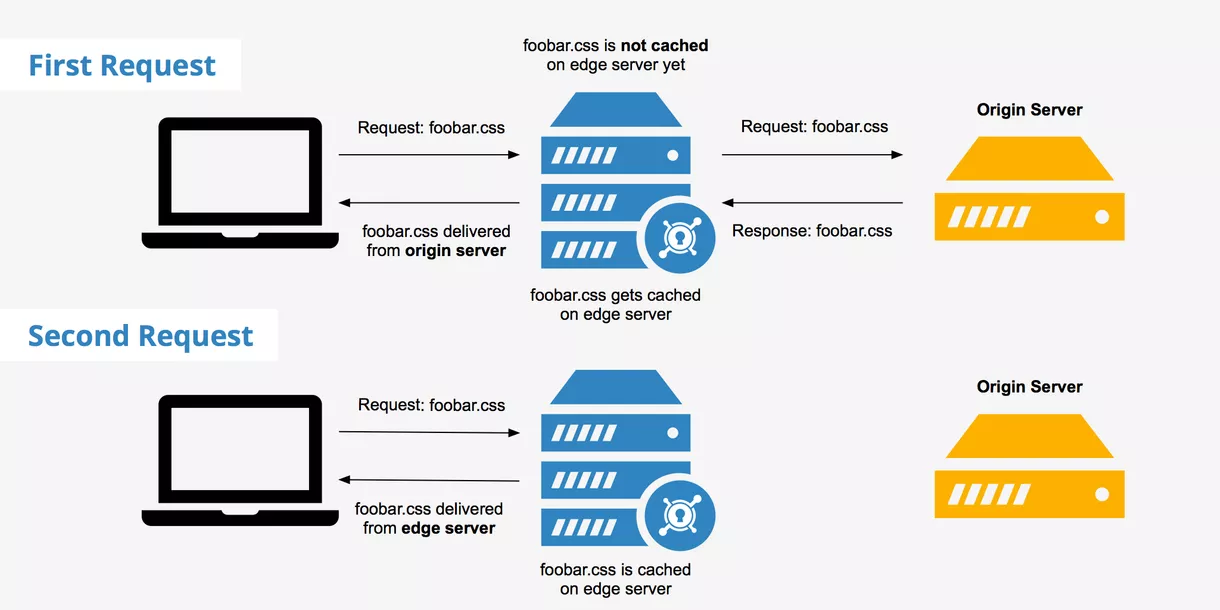 First Request
foobar.css is not cached
on edge server yet
Request: foobar.css
Request: foobar.css
Origin Server
foobar.css delivered
from origin server
Response: foobar.css
foobar.css gets cached
on edge server
Second Request
Request: foobar.css
Origin Server
foobar.css delivered
from edge server
foobar.css is cached
on edge server